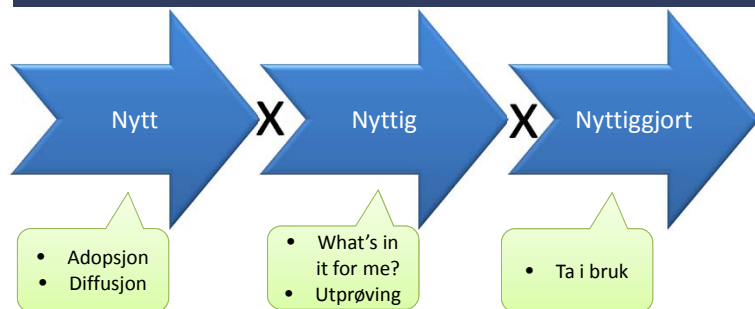 Nytt
X
Nyttig
X
Nyttiggjort
• Adopsjon
• Diffusjon
• What's in
it for me?
• Utprøving
• Ta i bruk